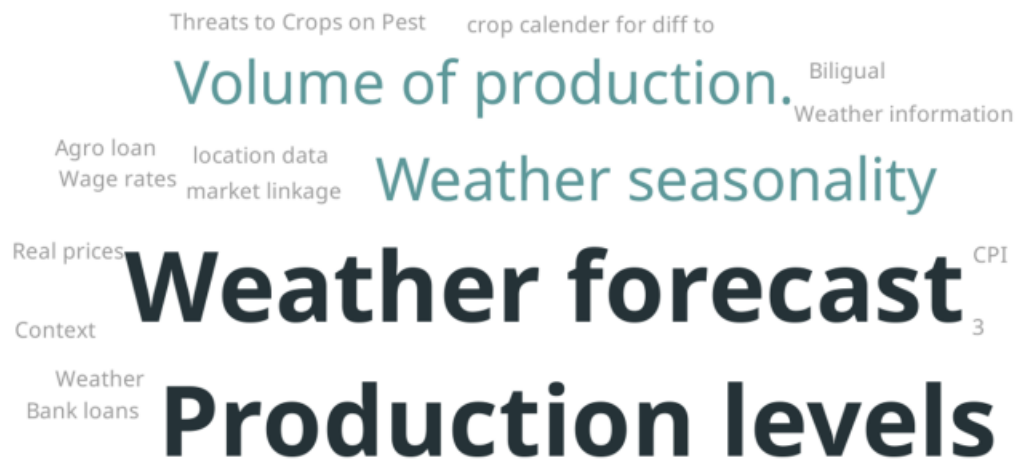 Threats to Crops on Pest
crop calender for diff to
Volume of production.
Biligual
Weather information
Agro loan
location data
Wage rates
market linkage
Weather seasonality
Real prices
Weather forecast
CPI
Context
3
Weather
Bank loans
Production levels